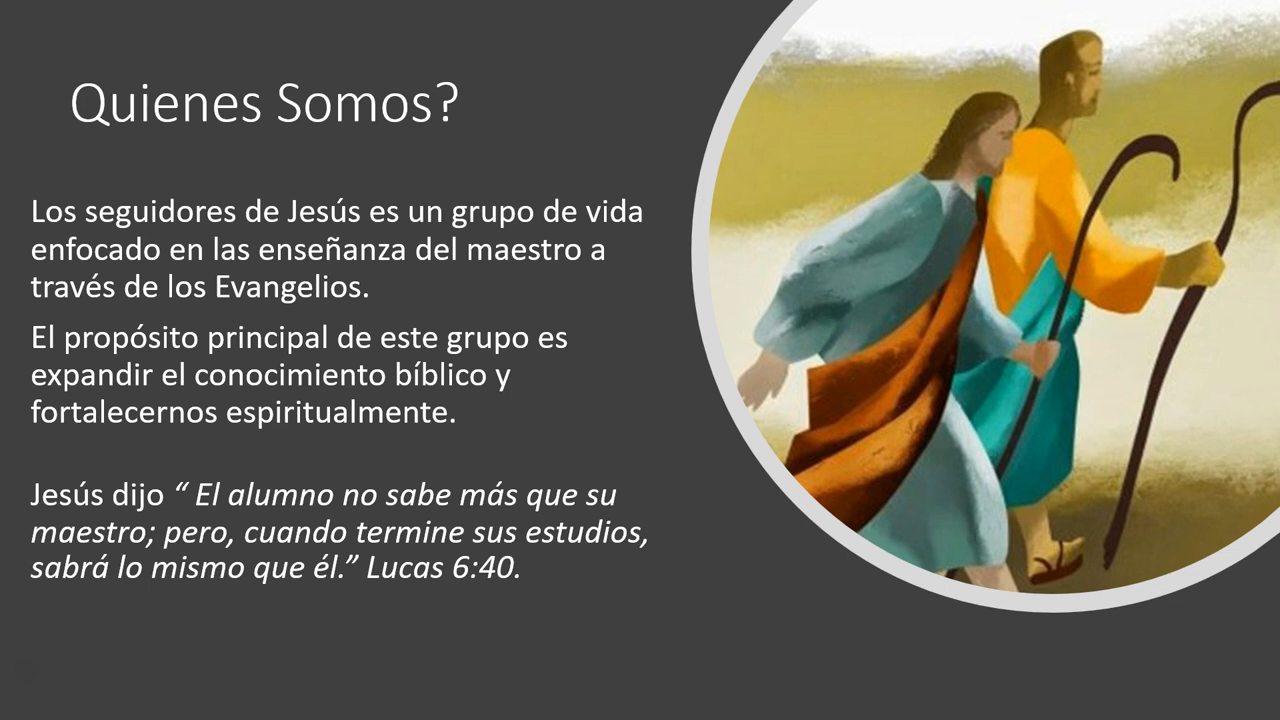 Quienes Somos?
Los seguidores de Jesús es un grupo de vida
enfocado en las enseñanza del maestro a
través de los Evangelios.
El propósito principal de este grupo es
expandir el conocimiento bíblico y
fortalecernos espiritualmente.
Jesús dijo “ El alumno no sabe más que su
maestro; pero, cuando termine sus estudios,
sabrá lo mismo que él.” Lucas 6:40.